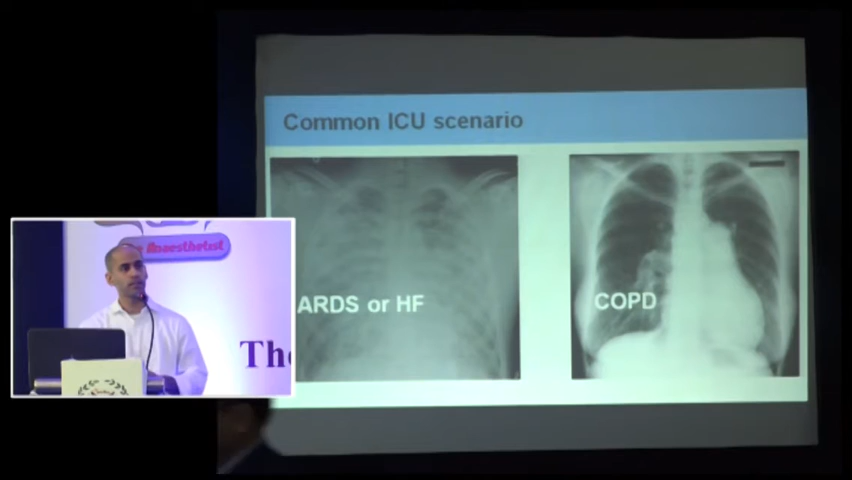 Common ICU scenario
ARDS or HF
COPD
Anaesthetist
The